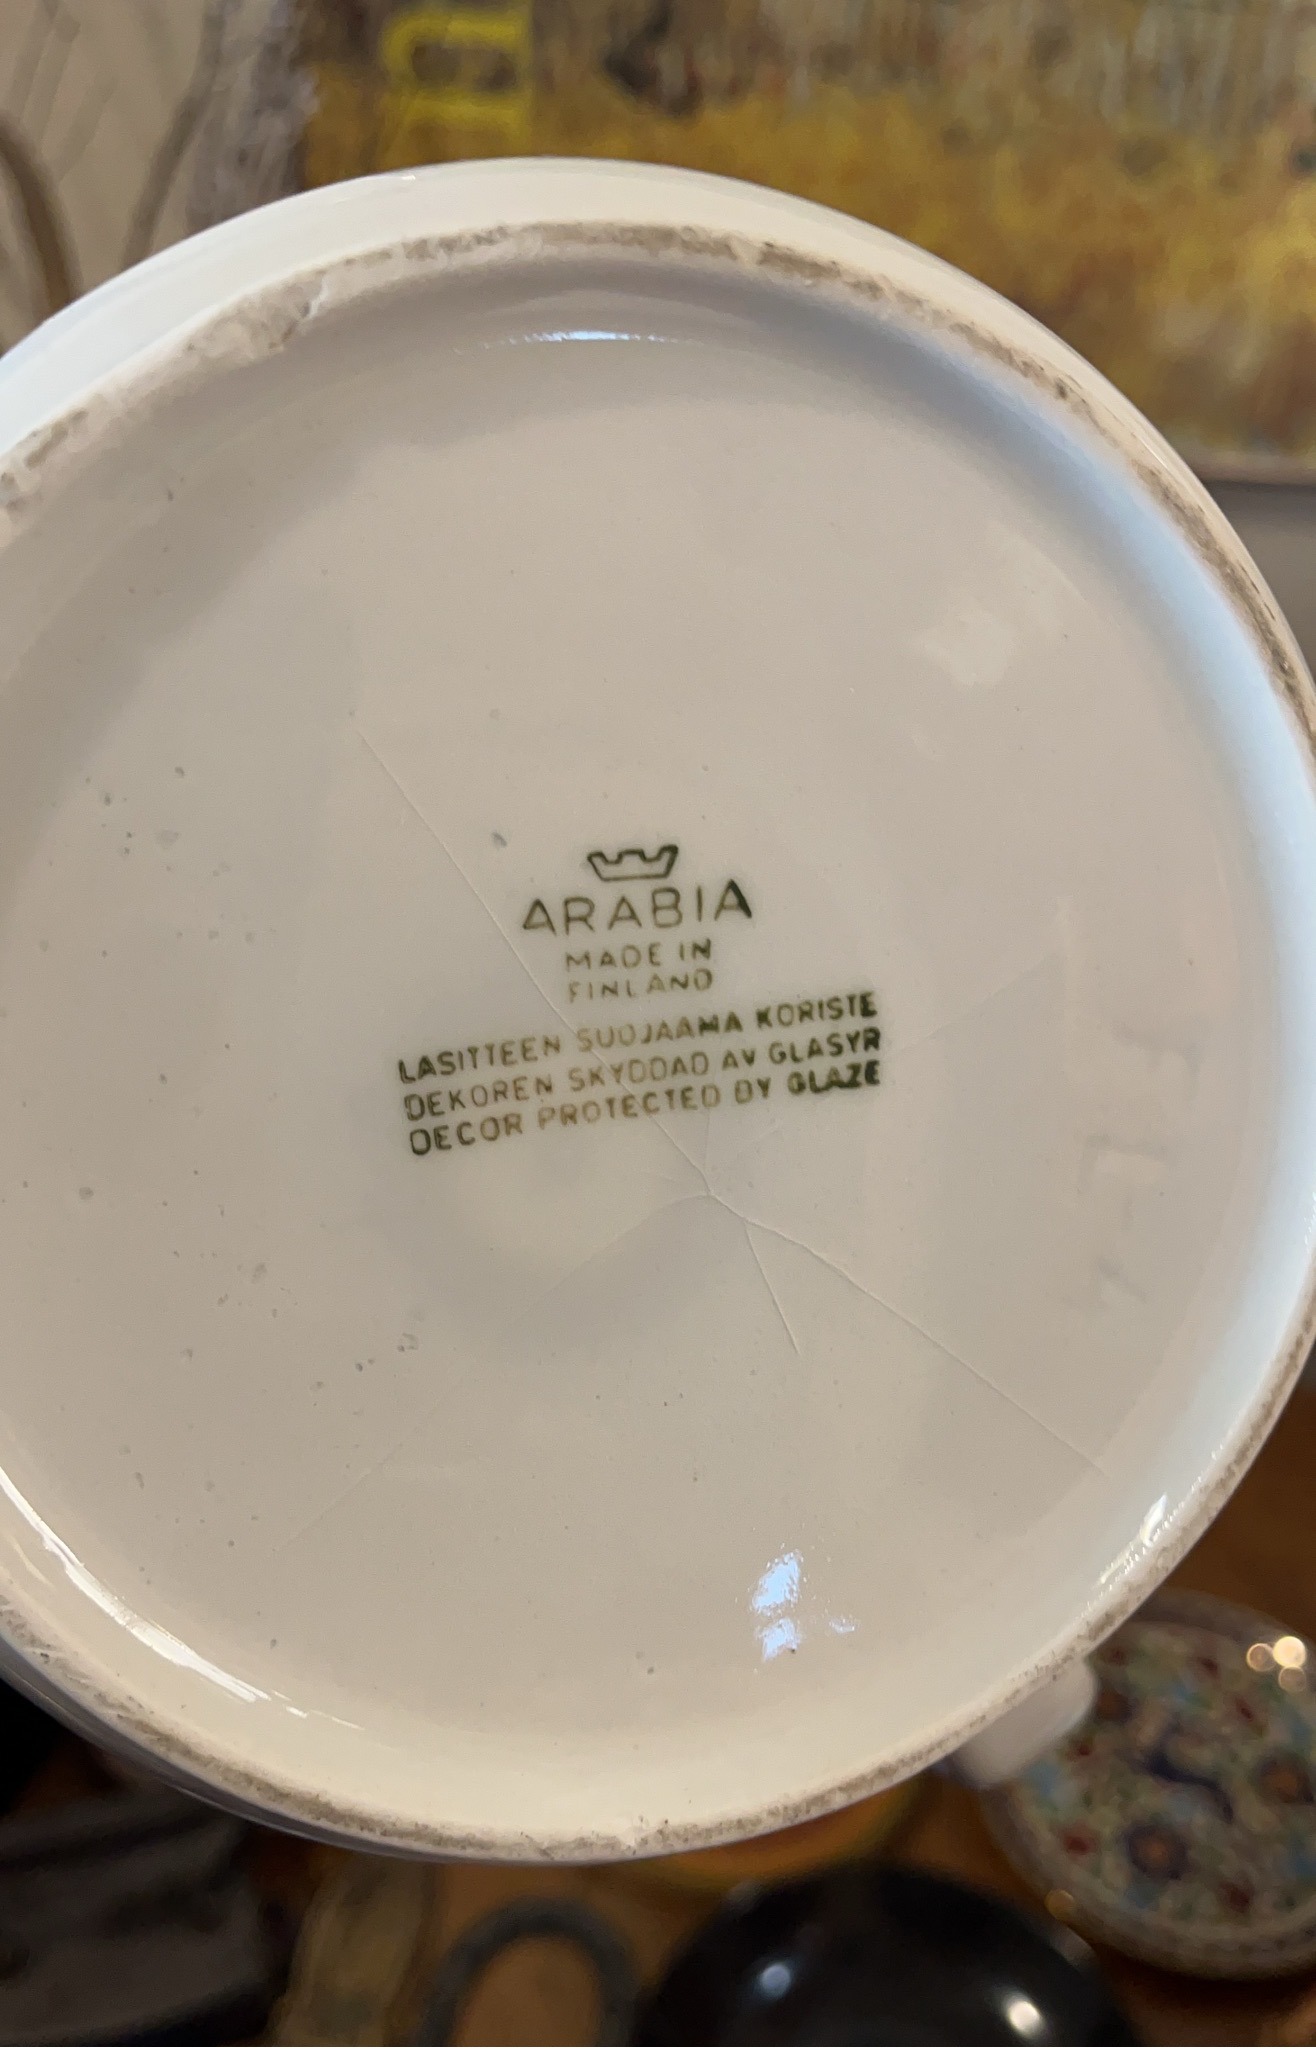 ARABIA
MADE IN
FINLAND
LASITTEEN SUOJAAMA KORISTE
DEKOREN SKYDDAD AV GLASYR
DECOR PROTECTED BY GLAZE